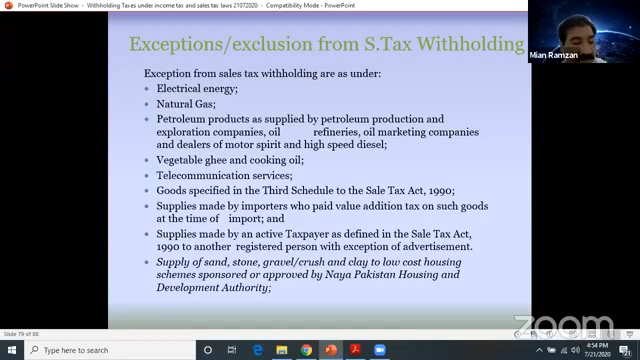 PowerPoint Slide Show - Withholding Taxes under income tax and sales tax laws 21072020 - Compatibility Mode - PowerPoint
Exceptions/exclusion from S.Tax Withholding
Mian Ramzan
Exception from sales tax withholding are as under:
• Electrical energy;
• Natural Gas;
• Petroleum products as supplied by petroleum production and
exploration companies, oil refineries, oil marketing companies
and dealers of motor spirit and high speed diesel;
• Vegetable ghee and cooking oil;
• Telecommunication services;
• Goods specified in the Third Schedule to the Sale Tax Act, 1990;
• Supplies made by importers who paid value addition tax on such goods
at the time of import; and
• Supplies made by an active Taxpayer as defined in the Sale Tax Act,
1990 to another registered person with exception of advertisement.
• Supply of sand, stone, gravel/crush and clay to low cost housing
schemes sponsored or approved by Naya Pakistan Housing and
Development Authority;
zoom
Slide 79 of 88
Type here to search
4:54 PM
7/21/2020